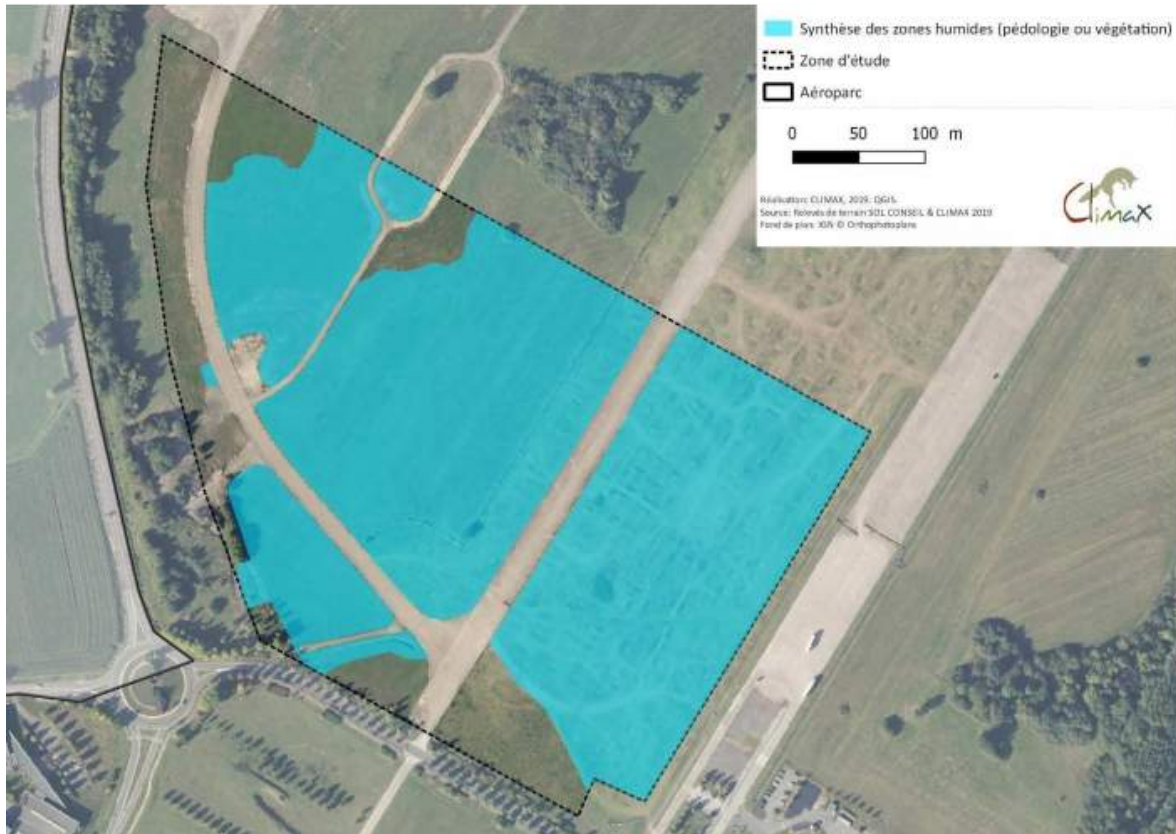 Synthèse des zones humides (pédologie ou végétation)
Zone d'étude
Aéroparc
0 50 100 m
Réalisation: CLIMAX, 2019, QGIS.
Source: Relevés de terrain SOL CONSEIL & CLIMAX 2019
Fond de plan: IGN © Orthophotoplans
Climax